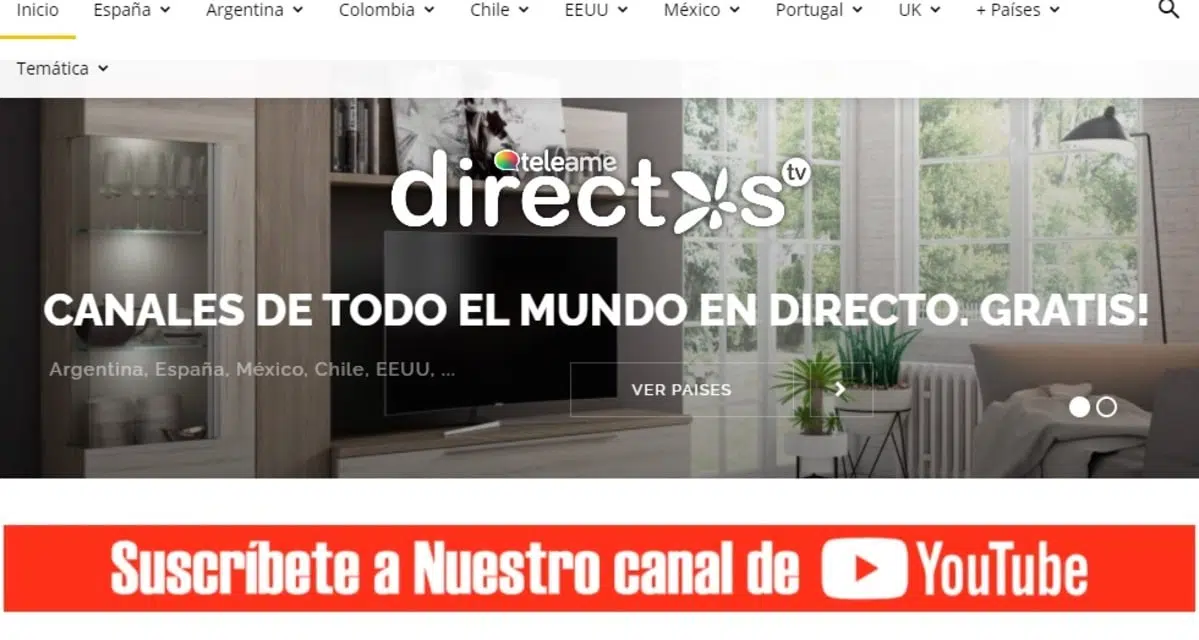 Inicio España Argentina Colombia Chile EEUU México Portugal UK + Países
Temática
teleame
directos tv
CANALES DE TODO EL MUNDO EN DIRECTO. GRATIS!
Argentina, España, México, Chile, EEUU, ...
VER PAISES
Suscríbete a Nuestro canal de YouTube